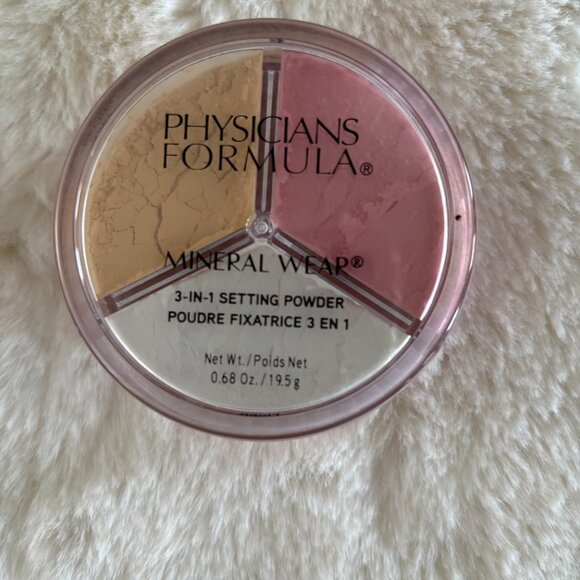 PHYSICIANS
FORMULA®
MINERAL WEAR®
3-IN-1 SETTING POWDER
POUDRE FIXATRICE 3 EN 1
Net Wt./Poids Net
0.68 Oz./19.5 g